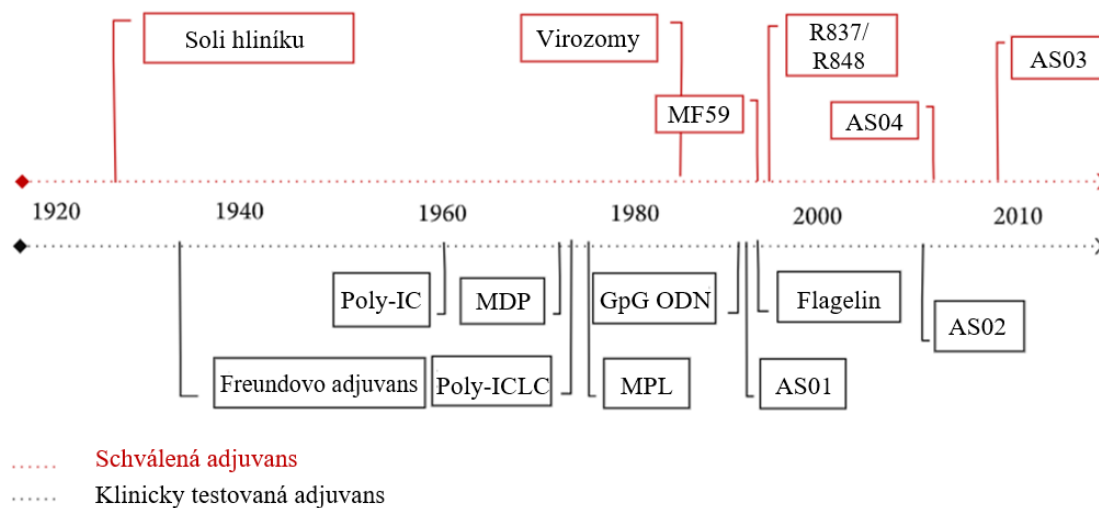 Soli hliníku
Virozomy
R837/
R848
AS03
MF59
AS04
1920 1940 1960 1980 2000 2010
Poly-IC
MDP
GpG ODN
Flagelin
AS02
Freundovo adjuvans
Poly-ICLC
MPL
AS01
Schválená adjuvans
Klinicky testovaná adjuvans